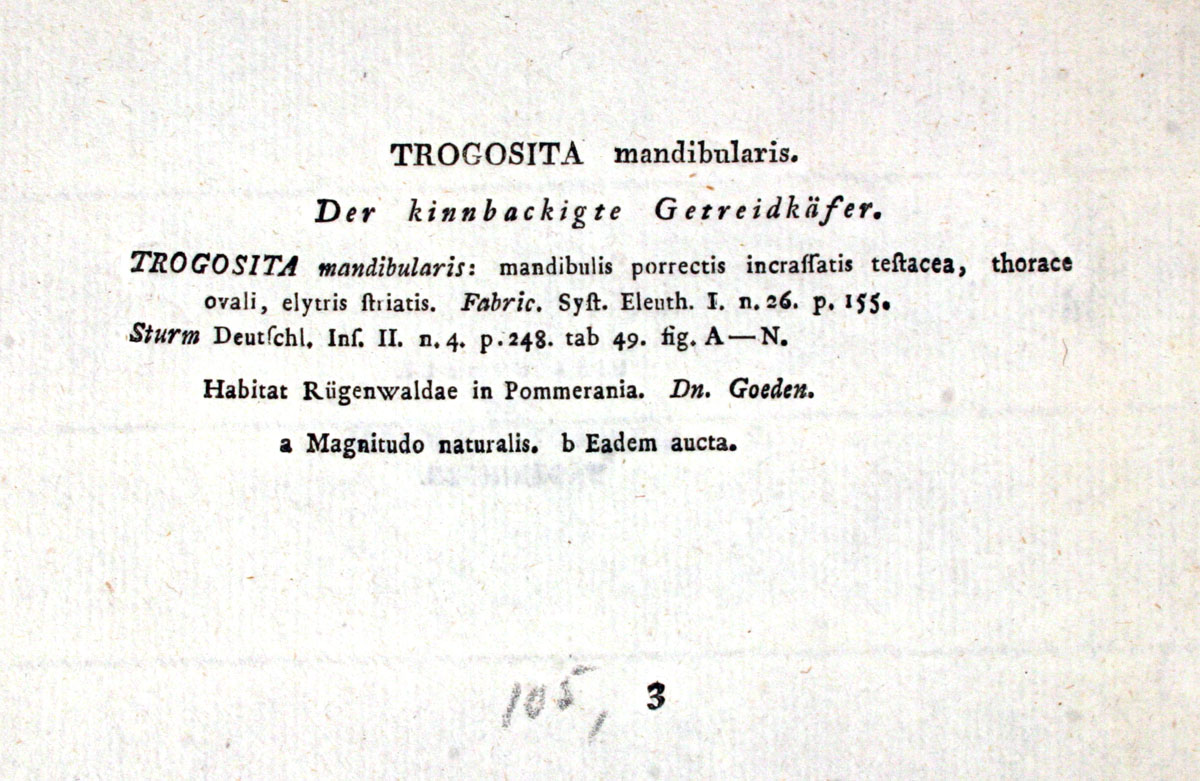 TROGOSITA mandibularis.
Der kinnbackigte Getreidkäfer.
TROGOSITA mandibularis: mandibulis porrectis incraſſatis teſtacea, thorace
ovali, elytris ſtriatis. Fabric. Syſt. Eleuth. I. n. 26. p. 155.
Sturm Deutſchl. Inſ. II. n. 4. p. 248. tab 49. fig. A—N.
Habitat Rügenwaldae in Pommerania. Dn. Goeden.
a Magnitudo naturalis. b Eadem aucta.
105, 3